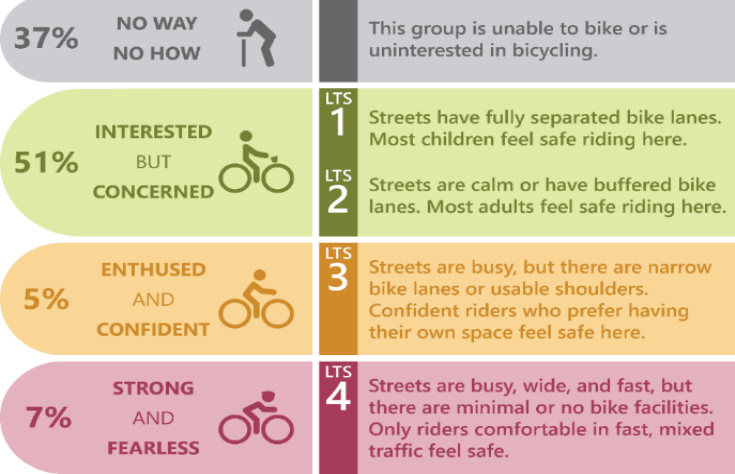 37%
NO WAY
NO HOW
This group is unable to bike or is
uninterested in bicycling.
51%
INTERESTED
BUT
CONCERNED
LTS
1
Streets have fully separated bike lanes.
Most children feel safe riding here.
LTS
2
Streets are calm or have buffered bike
lanes. Most adults feel safe riding here.
5%
ENTHUSED
AND
CONFIDENT
LTS
3
Streets are busy, but there are narrow
bike lanes or usable shoulders.
Confident riders who prefer having
their own space feel safe here.
7%
STRONG
AND
FEARLESS
LTS
4
Streets are busy, wide, and fast, but
there are minimal or no bike facilities.
Only riders comfortable in fast, mixed
traffic feel safe.